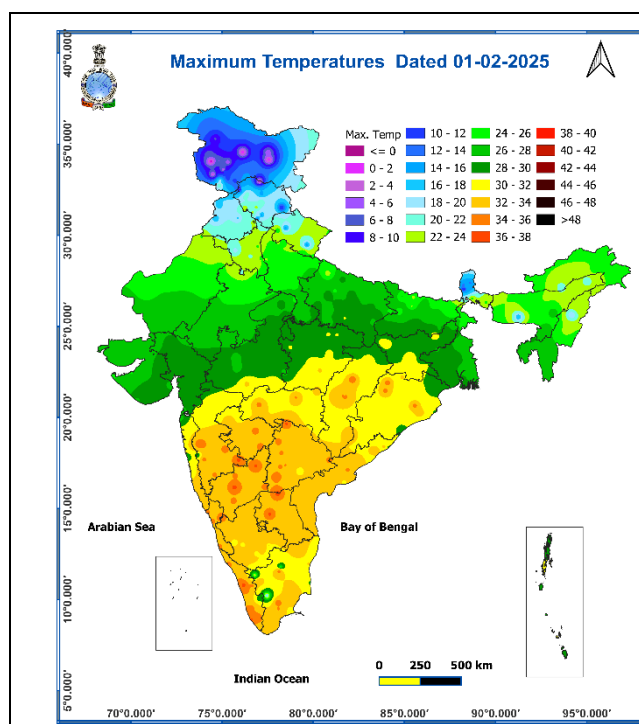 Maximum Temperatures Dated 01-02-2025
Max. Temp
<= 0
0 - 2
2 - 4
4 - 6
6 - 8
8 - 10
10 - 12
12 - 14
14 - 16
16 - 18
18 - 20
20 - 22
22 - 24
24 - 26
26 - 28
28 - 30
30 - 32
32 - 34
34 - 36
36 - 38
38 - 40
40 - 42
42 - 44
44 - 46
46 - 48
>48
40°0.000'
35°0.000'
30°0.000'
25°0.000'
20°0.000'
15°0.000'
10°0.000'
5°0.000'
Arabian Sea
Bay of Bengal
Indian Ocean
0 250 500 km
70°0.000' 75°0.000' 80°0.000' 85°0.000' 90°0.000' 95°0.000'